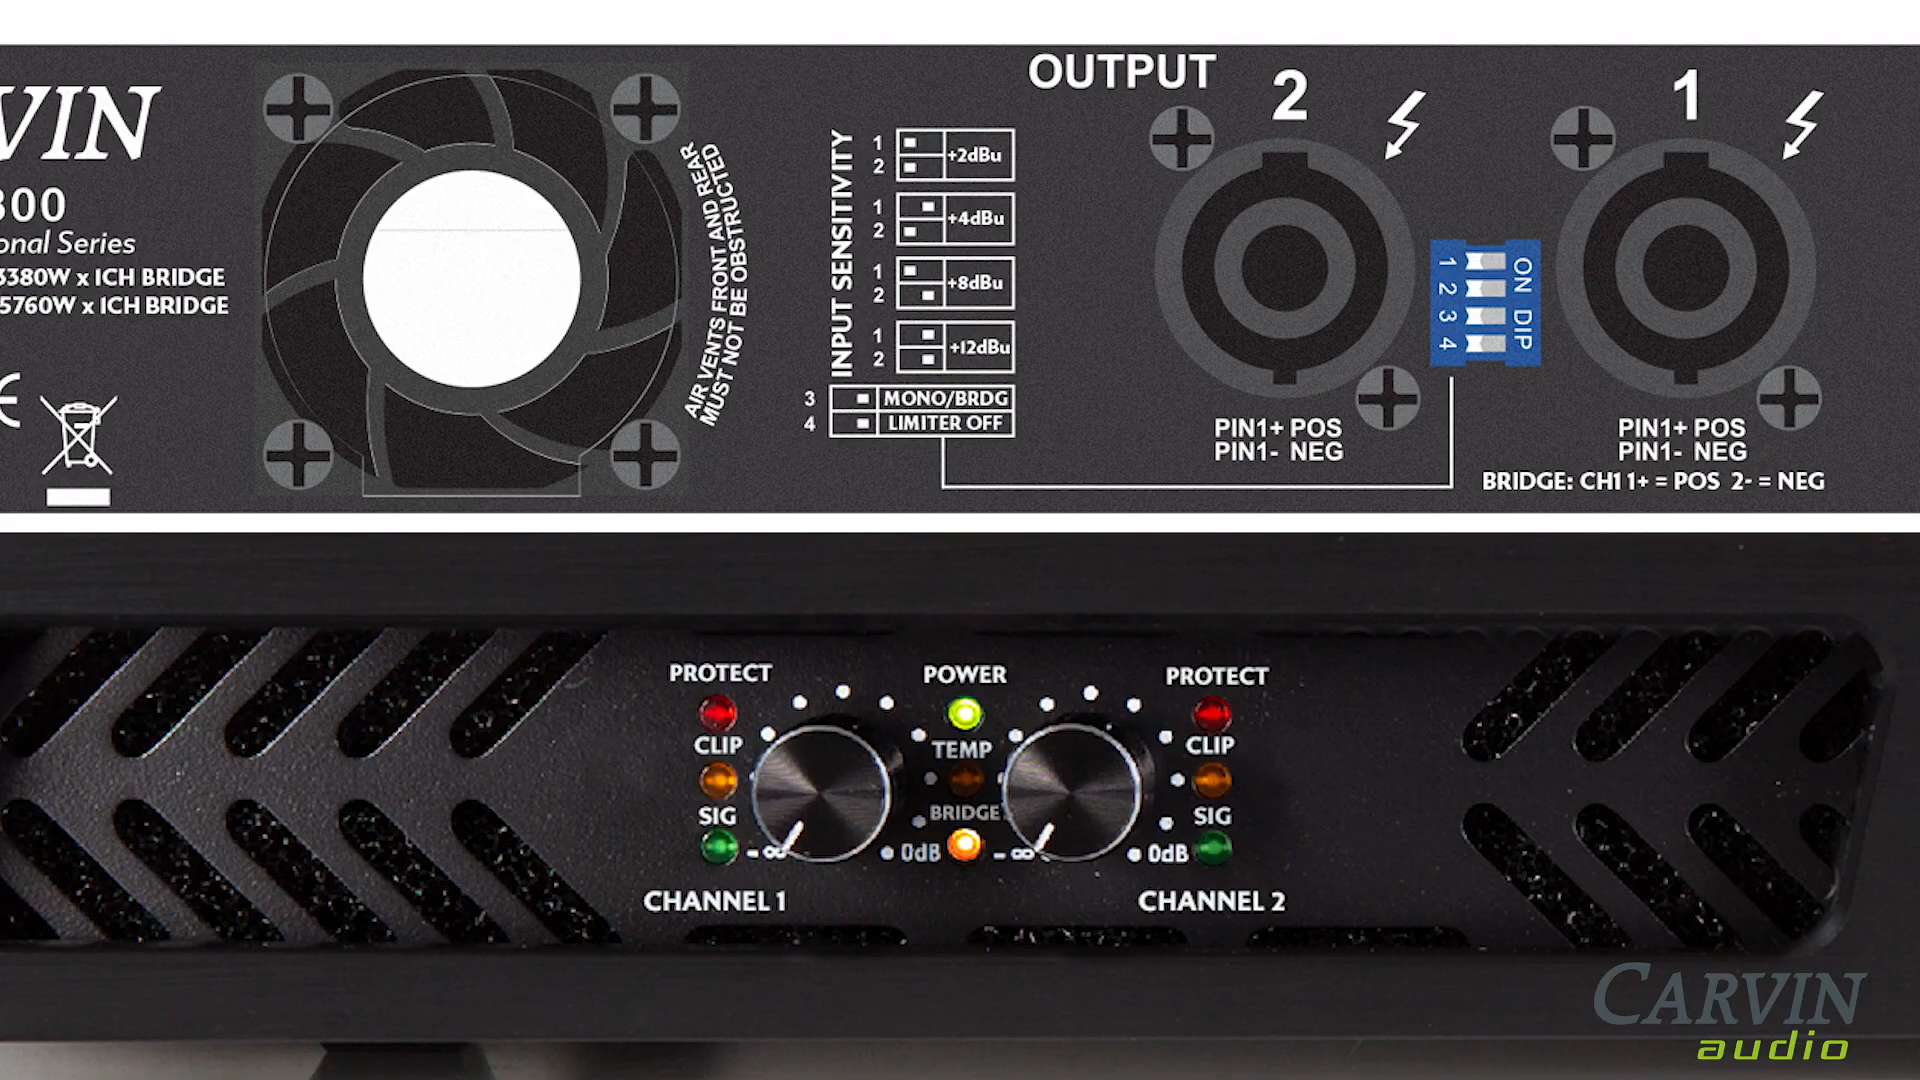 VIN
300
onal Series
3380W x 1CH BRIDGE
5760W x 1CH BRIDGE
AIR VENTS FRONT AND REAR
MUST NOT BE OBSTRUCTED
INPUT SENSITIVITY
1
2
+2dBu
1
2
+4dBu
1
2
+8dBu
1
2
+12dBu
3 MONO/BRDG
4 LIMITER OFF
OUTPUT
2
PIN1+ POS
PIN1- NEG
ON DIP
1
2
3
4
1
PIN1+ POS
PIN1- NEG
BRIDGE: CH1 1+ = POS 2- = NEG
PROTECT
CLIP
SIG
-∞
0dB
CHANNEL 1
POWER
TEMP
BRIDGE
PROTECT
CLIP
SIG
-∞
0dB
CHANNEL 2
CARVIN
audio